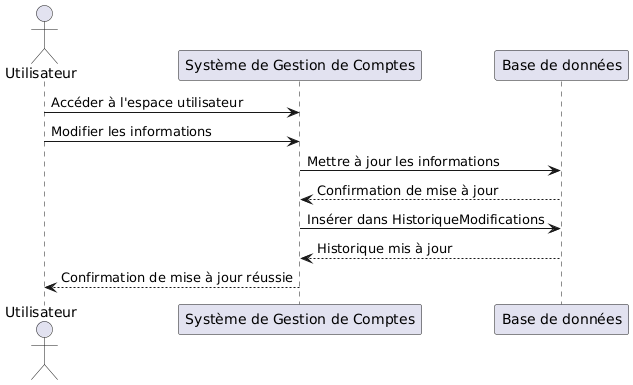 Utilisateur
Système de Gestion de Comptes
Base de données
Accéder à l'espace utilisateur
Modifier les informations
Mettre à jour les informations
Confirmation de mise à jour
Insérer dans HistoriqueModifications
Historique mis à jour
Confirmation de mise à jour réussie
Utilisateur
Système de Gestion de Comptes
Base de données